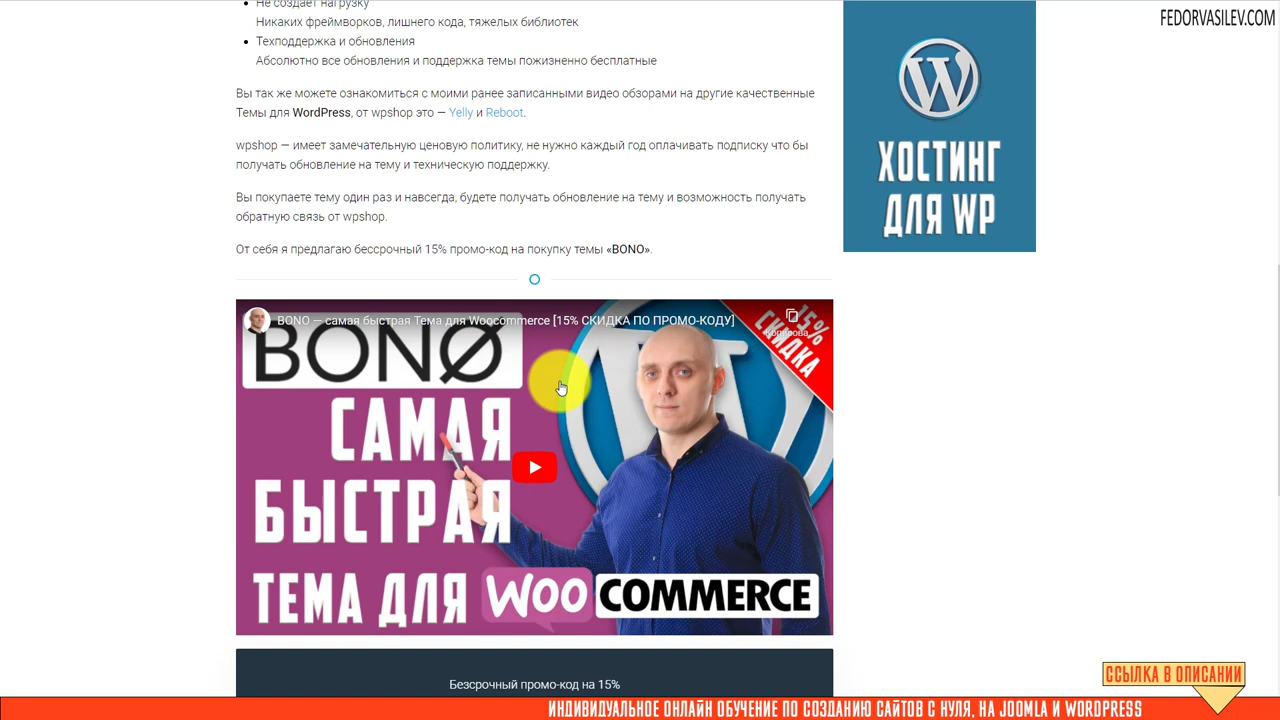 FEDORVASILEV.COM
Не создает нагрузку
Никаких фреймворков, лишнего кода, тяжелых библиотек
Техподдержка и обновления
Абсолютно все обновления и поддержка темы пожизненно бесплатные
Вы так же можете ознакомиться с моими ранее записанными видео обзорами на другие качественные
Темы для WordPress, от wpshop это — Yelly и Reboot.
wpshop — имеет замечательную ценовую политику, не нужно каждый год оплачивать подписку что бы
получать обновление на тему и техническую поддержку.
Вы покупаете тему один раз и навсегда, будете получать обновление на тему и возможность получать
обратную связь от wpshop.
От себя я предлагаю бессрочный 15% промо-код на покупку темы «BONO».
ХОСТИНГ
ДЛЯ WP
BONO — самая быстрая Тема для Woocommerce [15% СКИДКА ПО ПРОМО-КОДУ]
Копирова...
15%
СКИДКА
BONO
САМАЯ
БЫСТРАЯ
ТЕМА ДЛЯ WOO COMMERCE
Безсрочный промо-код на 15%
ССЫЛКА В ОПИСАНИИ
ИНДИВИДУАЛЬНОЕ ОНЛАЙН ОБУЧЕНИЕ ПО СОЗДАНИЮ САЙТОВ С НУЛЯ, НА JOOMLA И WORDPRESS